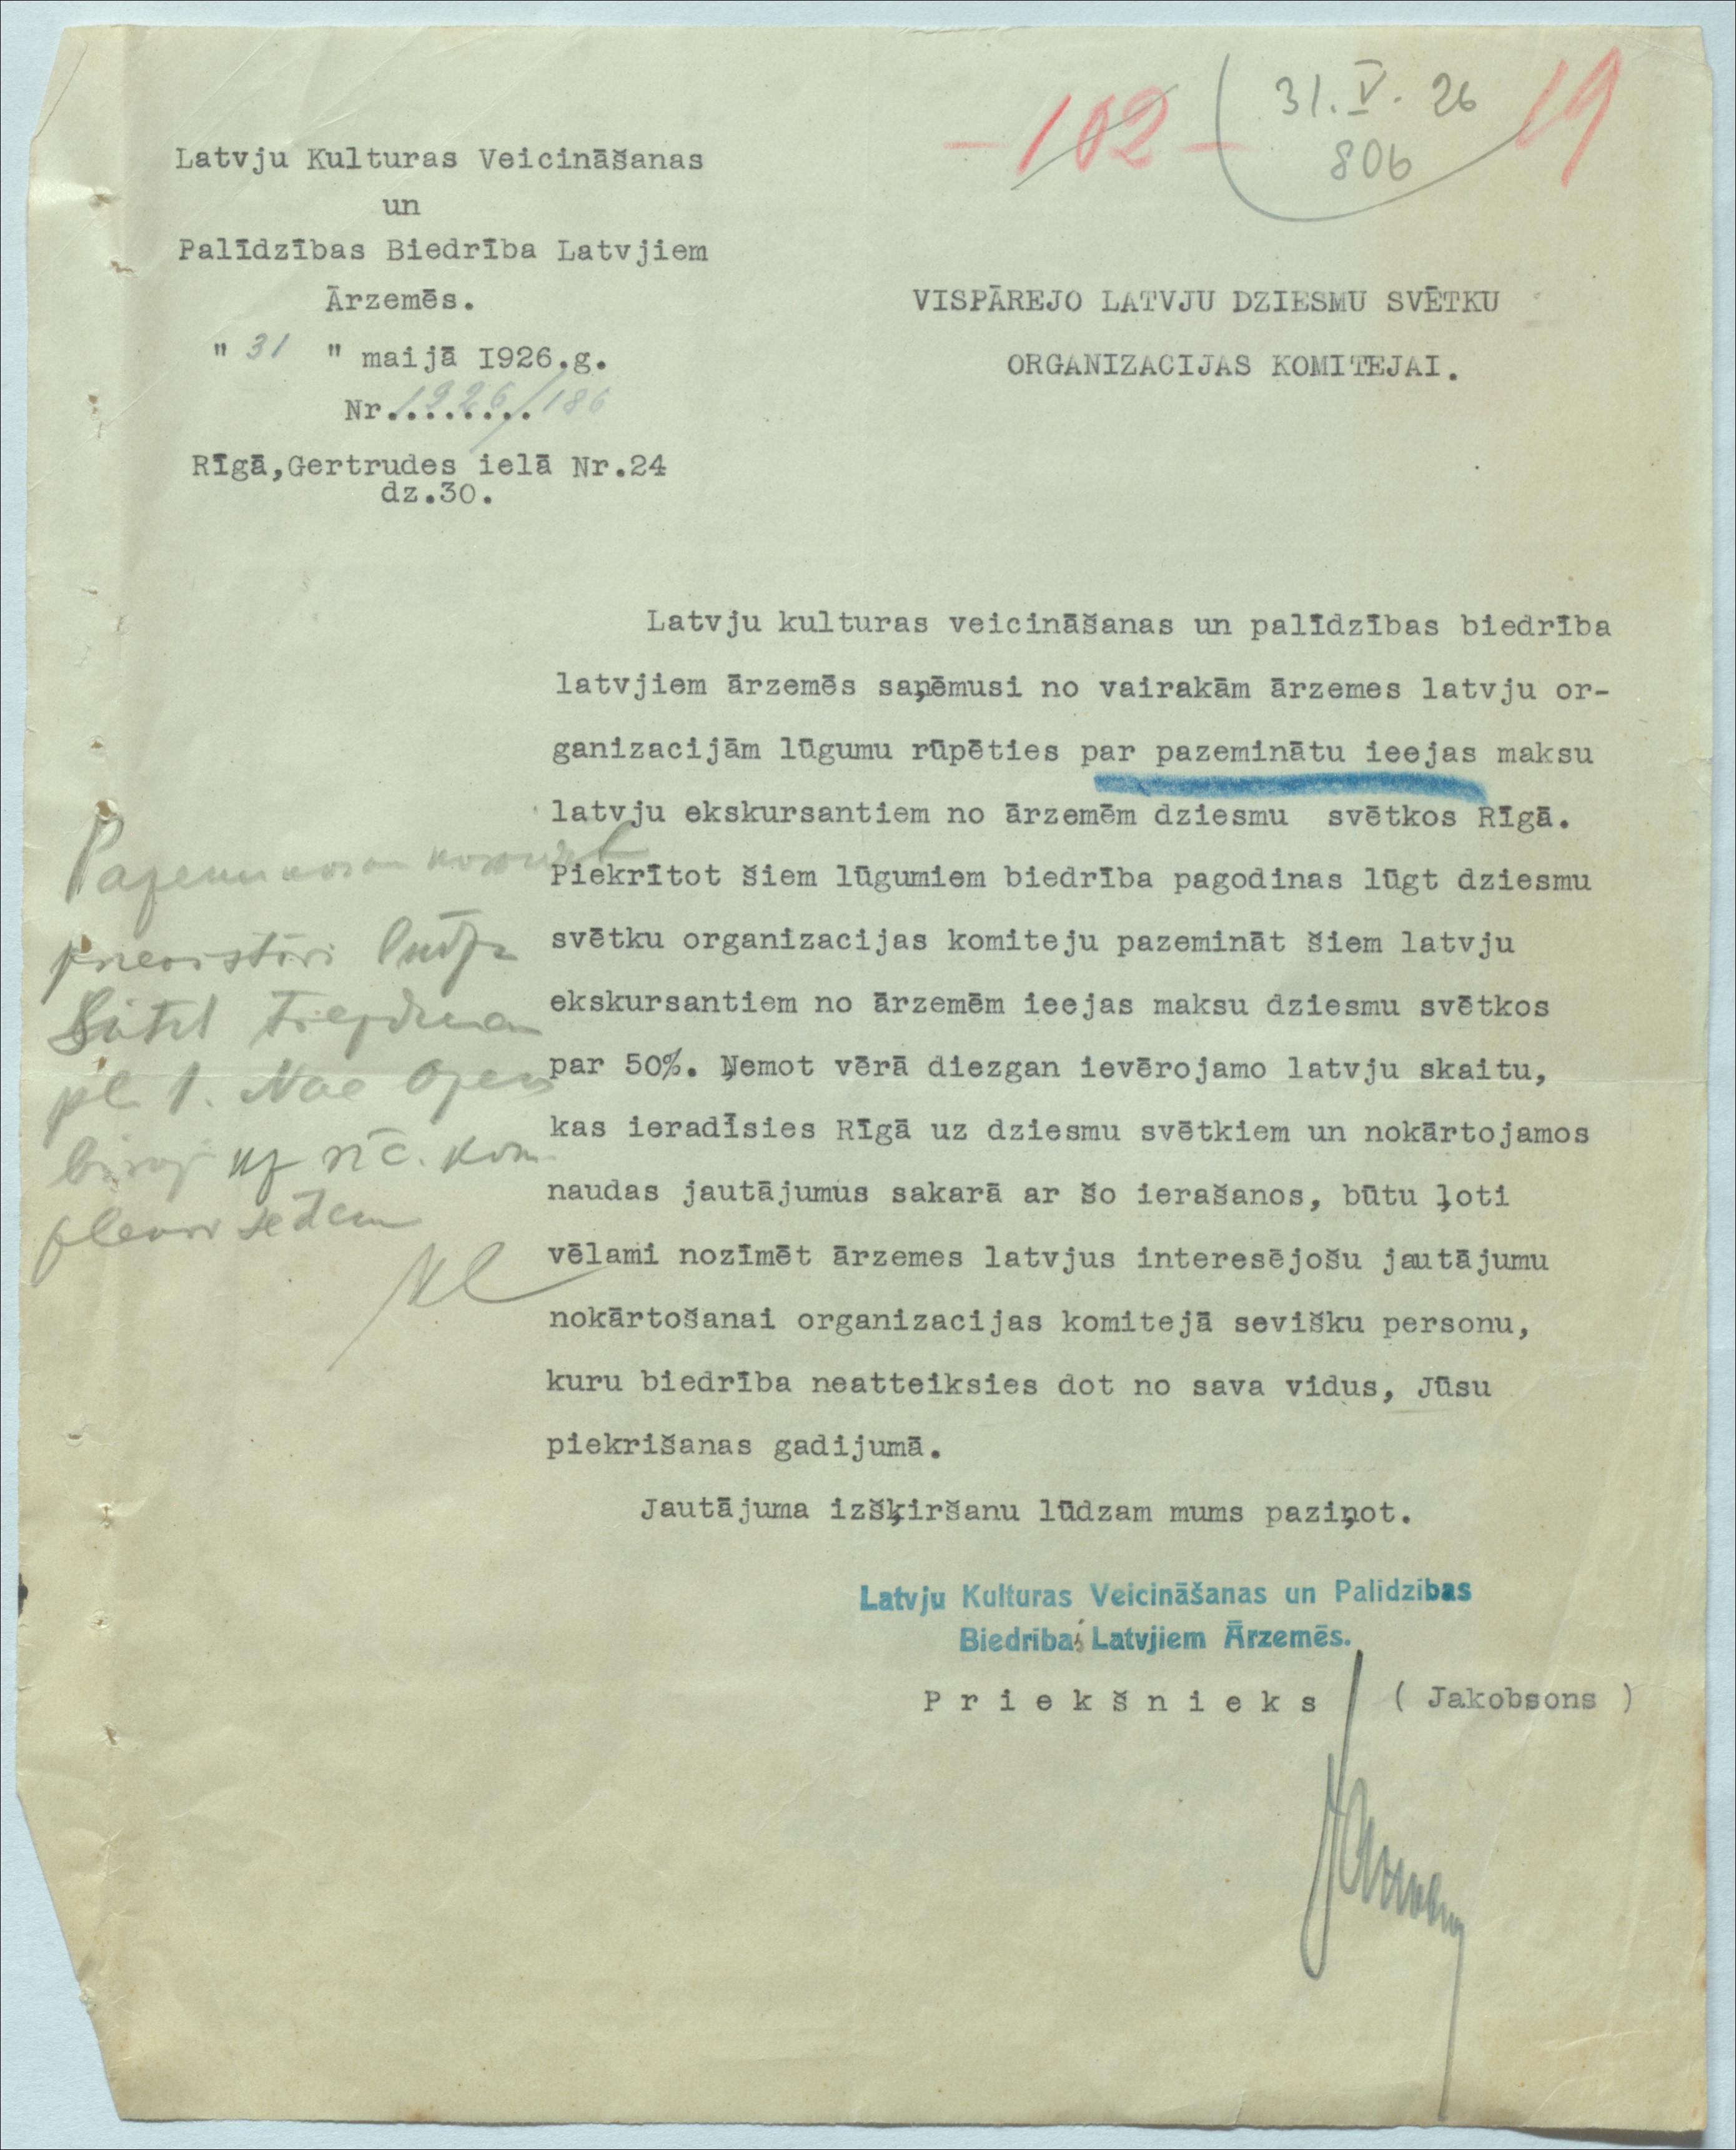 - 102 -
31. V. 26
806
19
Latvju Kulturas Veicināšanas
un
Palīdzības Biedrība Latvjiem
Ārzemēs.
" 31 " maijā I926.g.
Nr.1926/186
Rīgā,Gertrudes ielā Nr.24
dz.30.
VISPĀREJO LATVJU DZIESMU SVĒTKU
ORGANIZACIJAS KOMITEJAI.
Latvju kulturas veicināšanas un palīdzības biedrība
latvjiem ārzemēs saņēmusi no vairakām ārzemes latvju or-
ganizacijām lūgumu rūpēties par pazeminātu ieejas maksu
latvju ekskursantiem no ārzemēm dziesmu svētkos Rīgā.
Piekrītot šiem lūgumiem biedrība pagodinas lūgt dziesmu
svētku organizacijas komiteju pazemināt šiem latvju
ekskursantiem no ārzemēm ieejas maksu dziesmu svētkos
par 50%. Ņemot vērā diezgan ievērojamo latvju skaitu,
kas ieradīsies Rīgā uz dziesmu svētkiem un nokārtojamos
naudas jautājumus sakarā ar šo ierašanos, būtu ļoti
vēlami nozīmēt ārzemes latvjus interesējošu jautājumu
nokārtošanai organizacijas komitejā sevišku personu,
kuru biedrība neatteiksies dot no sava vidus, Jūsu
piekrišanas gadijumā.
Jautājuma izšķiršanu lūdzam mums paziņot.
Latvju Kulturas Veicināšanas un Palidzibas
Biedribas Latvjiem Ārzemēs.
Priekšnieks ( Jakobsons )